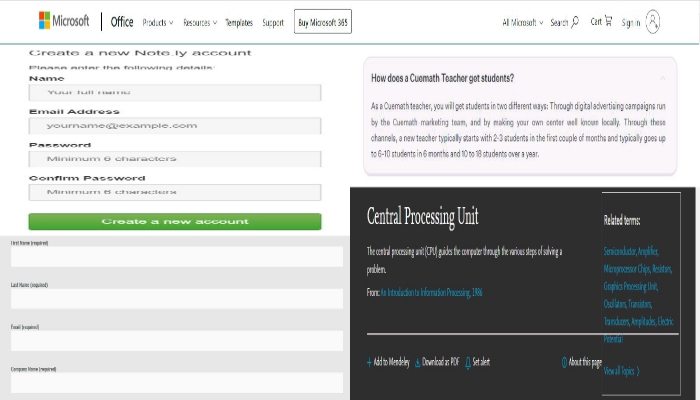 Microsoft Office Products Resources Templates Support Buy Microsoft 365 All Microsoft Search Cart Sign in
Create a new Note.ly account
Please enter the following details:
Name
Your full name
Email Address
yourname@example.com
Password
Minimum 6 characters
Confirm Password
Minimum 6 characters
Create a new account
First Name (required)
Last Name (required)
Email (required)
Company Name (required)
How does a Cuemath Teacher get students?
As a Cuemath teacher, you will get students in two different ways: Through digital advertising campaigns run
by the Cuemath marketing team, and by making your own center well known locally. Through these
channels, a new teacher typically starts with 2-3 students in the first couple of months and typically goes up
to 6-10 students in 6 months and 10 to 18 students over a year.
Central Processing Unit
The central processing unit (CPU) guides the computer through the various steps of solving a
problem.
From: An Introduction to Information Processing, 1986
Add to Mendeley Download as PDF Set alert About this page
Related terms:
Semiconductor, Amplifier,
Microprocessor Chips, Resistors,
Graphics Processing Unit,
Oscillators, Transistors,
Transducers, Amplitudes, Electric
Potential
View all Topics